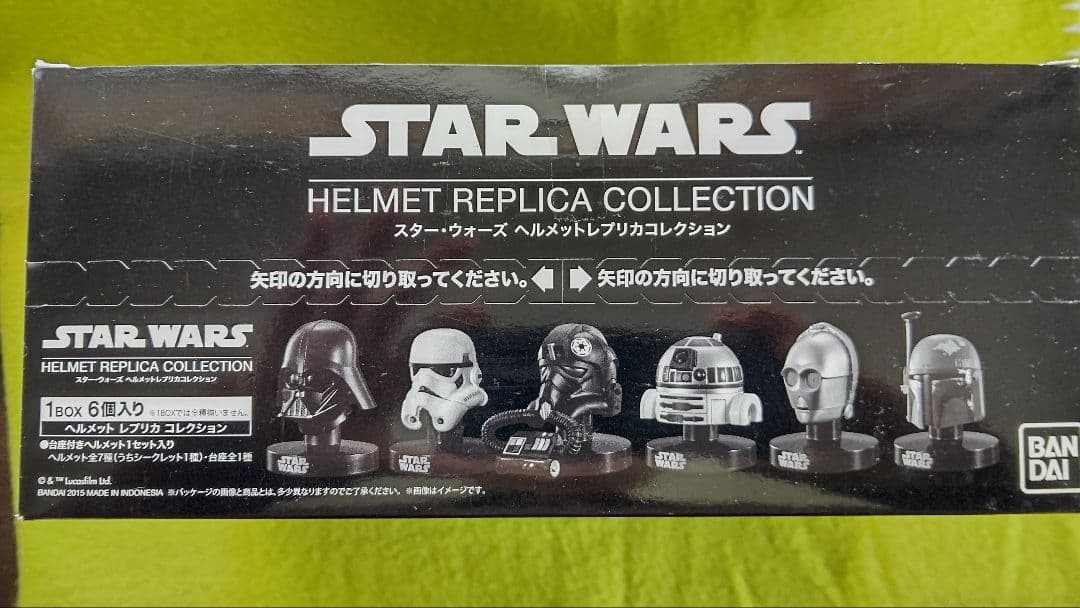 STAR WARS
HELMET REPLICA COLLECTION
スター・ウォーズ ヘルメットレプリカコレクション
矢印の方向に切り取ってください。 矢印の方向に切り取ってください。
STAR WARS
HELMET REPLICA COLLECTION
スター・ウォーズ ヘルメットレプリカコレクション
1BOX 6個入り ※1BOXでは全種揃いません。
ヘルメット レプリカ コレクション
●台座付きヘルメット1セット入り
ヘルメット全7種(うちシークレット1種)・台座全1種
© & ™ Lucasfilm Ltd.
BANDAI 2015 MADE IN INDONESIA ※パッケージの画像と商品とは、多少異なりますのでご了承ください。 ※画像はイメージです。
STAR WARS
STAR WARS
STAR WARS
STAR WARS
STAR WARS
BAN
DAI